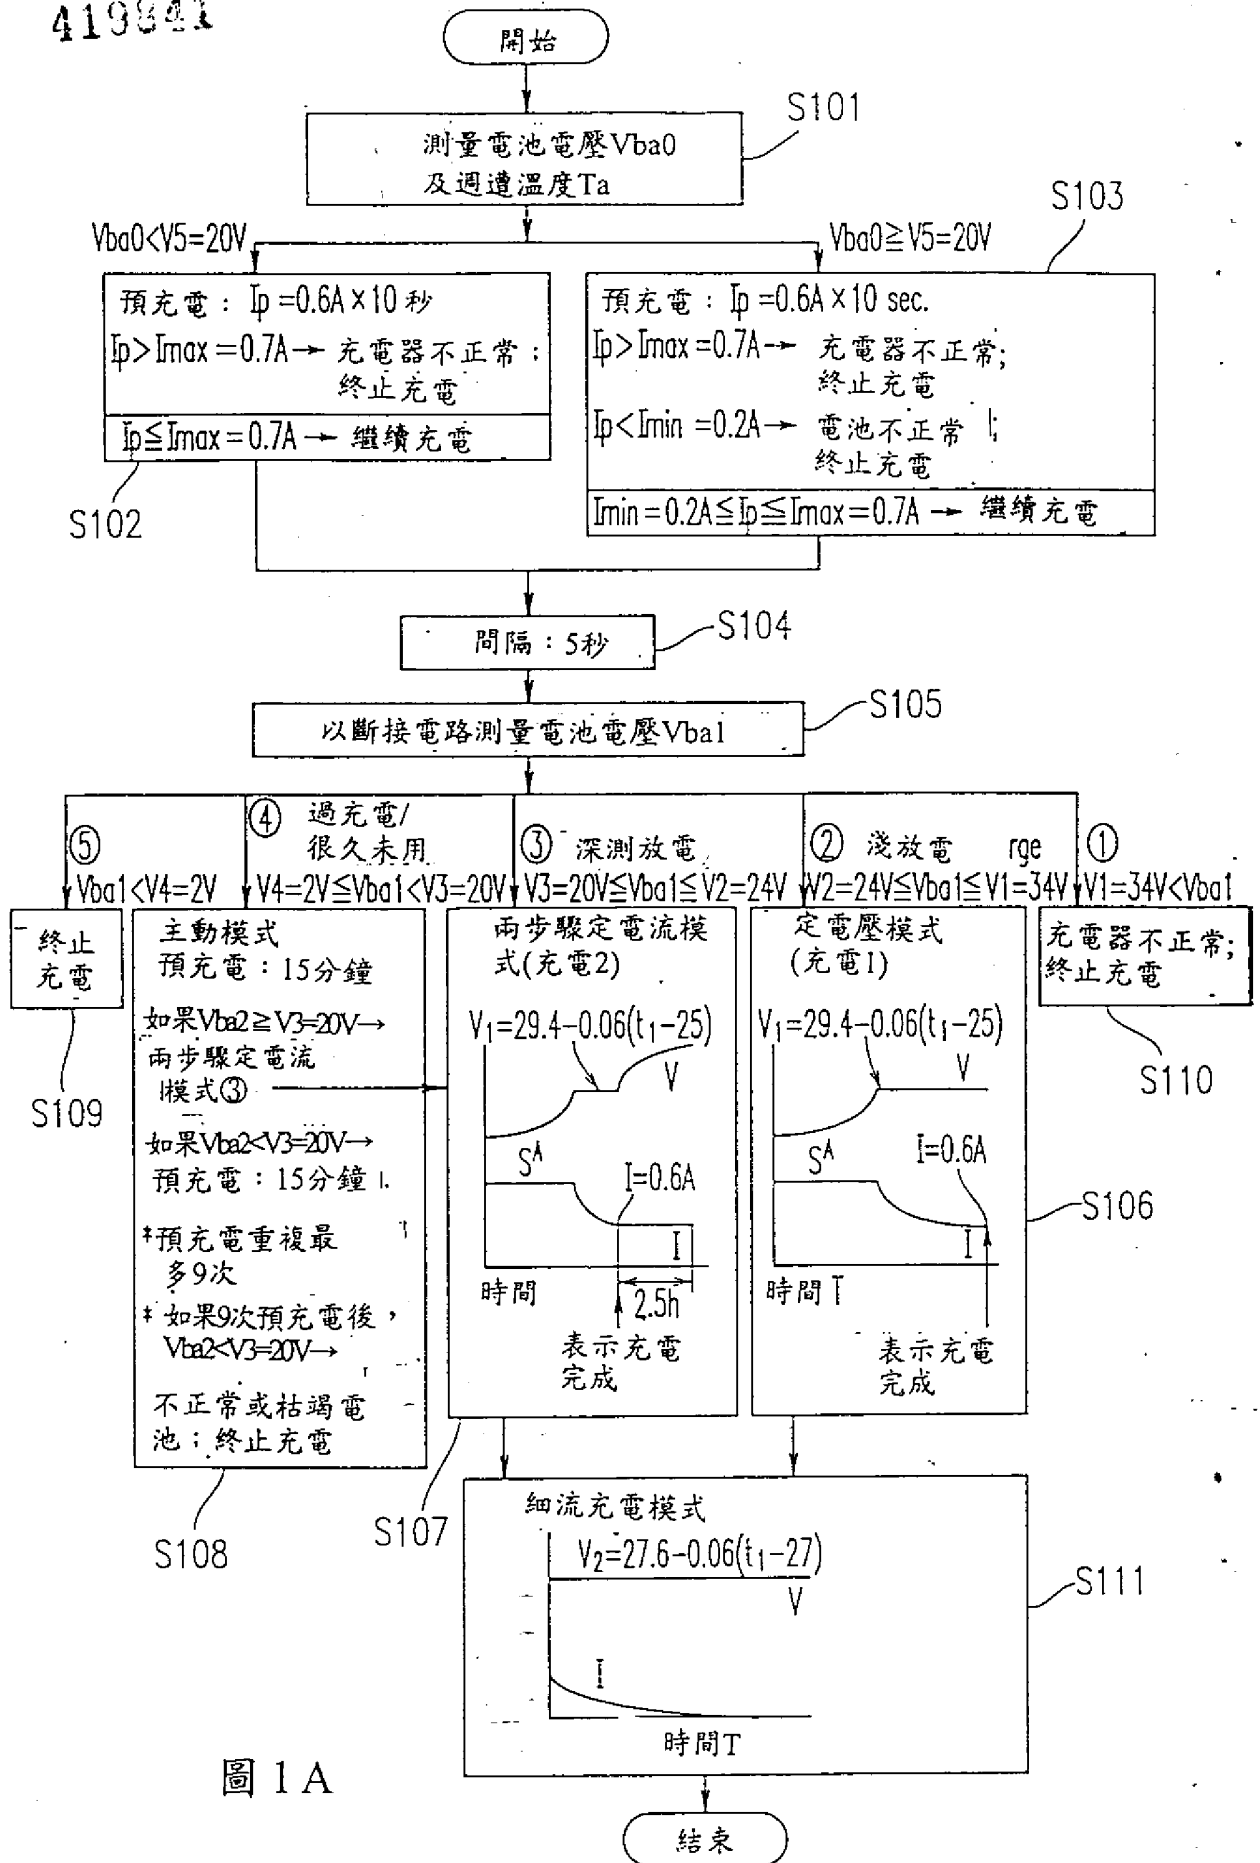 419841
開始
S101
測量電池電壓Vba0
及週遭溫度Ta
S103
Vba0<V5=20V
Vba0≧V5=20V
預充電：Ip=0.6A×10秒
Ip>Imax=0.7A→ 充電器不正常；
終止充電
Ip≦Imax=0.7A→ 繼續充電
S102
預充電：Ip=0.6A×10 sec.
Ip>Imax=0.7A→ 充電器不正常;
終止充電
Ip<Imin=0.2A→ 電池不正常 ;
終止充電
Imin=0.2A≦Ip≦Imax=0.7A→ 繼續充電
間隔：5秒
S104
以斷接電路測量電池電壓Vba1
S105
⑤
Vba1<V4=2V
④ 過充電/
很久未用
V4=2V≦Vba1<V3=20V
③ 深測放電
V3=20V≦Vba1≦V2=24V
② 淺放電 rge
V2=24V≦Vba1≦V1=34V
①
V1=34V<Vba1
終止
充電
S109
主動模式
預充電：15分鐘
如果Vba2≧V3=20V→
兩步驟定電流
模式③
如果Vba2<V3=20V→
預充電：15分鐘
*預充電重複最
多9次
*如果9次預充電後，
Vba2<V3=20V→
不正常或枯竭電
池；終止充電
S108
兩步驟定電流模
式(充電2)
V1=29.4-0.06(t1-25)
V
SA
I=0.6A
I
時間
2.5h
表示充電
完成
S107
定電壓模式
(充電1)
V1=29.4-0.06(t1-25)
V
SA
I=0.6A
I
時間T
表示充電
完成
S106
充電器不正常;
終止充電
S110
細流充電模式
V2=27.6-0.06(t1-27)
V
I
時間T
S111
圖1A
結束